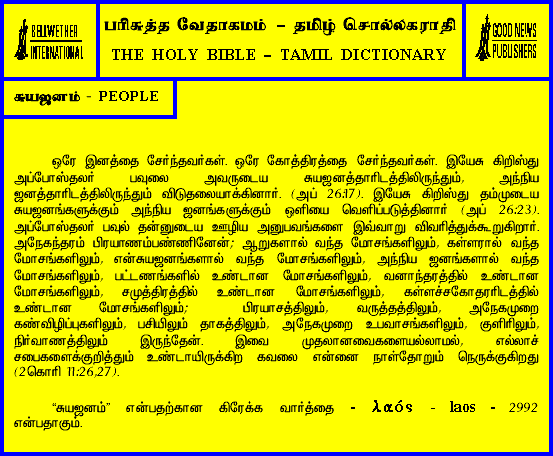 BELLWETHER
INTERNATIONAL
பரிசுத்த வேதாகமம் – தமிழ் சொல்லகராதி
THE HOLY BIBLE – TAMIL DICTIONARY
GOOD NEWS
PUBLISHERS
சுயஜனம் - PEOPLE
ஒரே இனத்தை சேர்ந்தவர்கள். ஒரே கோத்திரத்தை சேர்ந்தவர்கள். இயேசு கிறிஸ்து
அப்போஸ்தலர் பவுலை அவருடைய சுயஜனத்தாரிடத்திலிருந்தும், அந்நிய
ஜனத்தாரிடத்திலிருந்தும் விடுதலையாக்கினார். (அப் 26:17). இயேசு கிறிஸ்து தம்முடைய
சுயஜனங்களுக்கும் அந்நிய ஜனங்களுக்கும் ஒளியை வெளிப்படுத்தினார் (அப் 26:23).
அப்போஸ்தலர் பவுல் தன்னுடைய ஊழிய அனுபவங்களை இவ்வாறு விவரித்துக்கூறுகிறார்.
அநேகந்தரம் பிரயாணம்பண்ணினேன்; ஆறுகளால் வந்த மோசங்களிலும், கள்ளரால் வந்த
மோசங்களிலும், என்சுயஜனங்களால் வந்த மோசங்களிலும், அந்நிய ஜனங்களால் வந்த
மோசங்களிலும், பட்டணங்களில் உண்டான மோசங்களிலும், வனாந்தரத்தில் உண்டான
மோசங்களிலும், சமுத்திரத்தில் உண்டான மோசங்களிலும், கள்ளச்சகோதரரிடத்தில்
உண்டான மோசங்களிலும்; பிரயாசத்திலும், வருத்தத்திலும், அநேகமுறை
கண்விழிப்புகளிலும், பசியிலும் தாகத்திலும், அநேகமுறை உபவாசங்களிலும், குளிரிலும்,
நிர்வாணத்திலும் இருந்தேன். இவை முதலானவைகளையல்லாமல், எல்லாச்
சபைகளைக்குறித்தும் உண்டாயிருக்கிற கவலை என்னை நாள்தோறும் நெருக்குகிறது
(2கொரி 11:26,27).
“சுயஜனம்” என்பதற்கான கிரேக்க வார்த்தை - λαός - laos - 2992
என்பதாகும்.